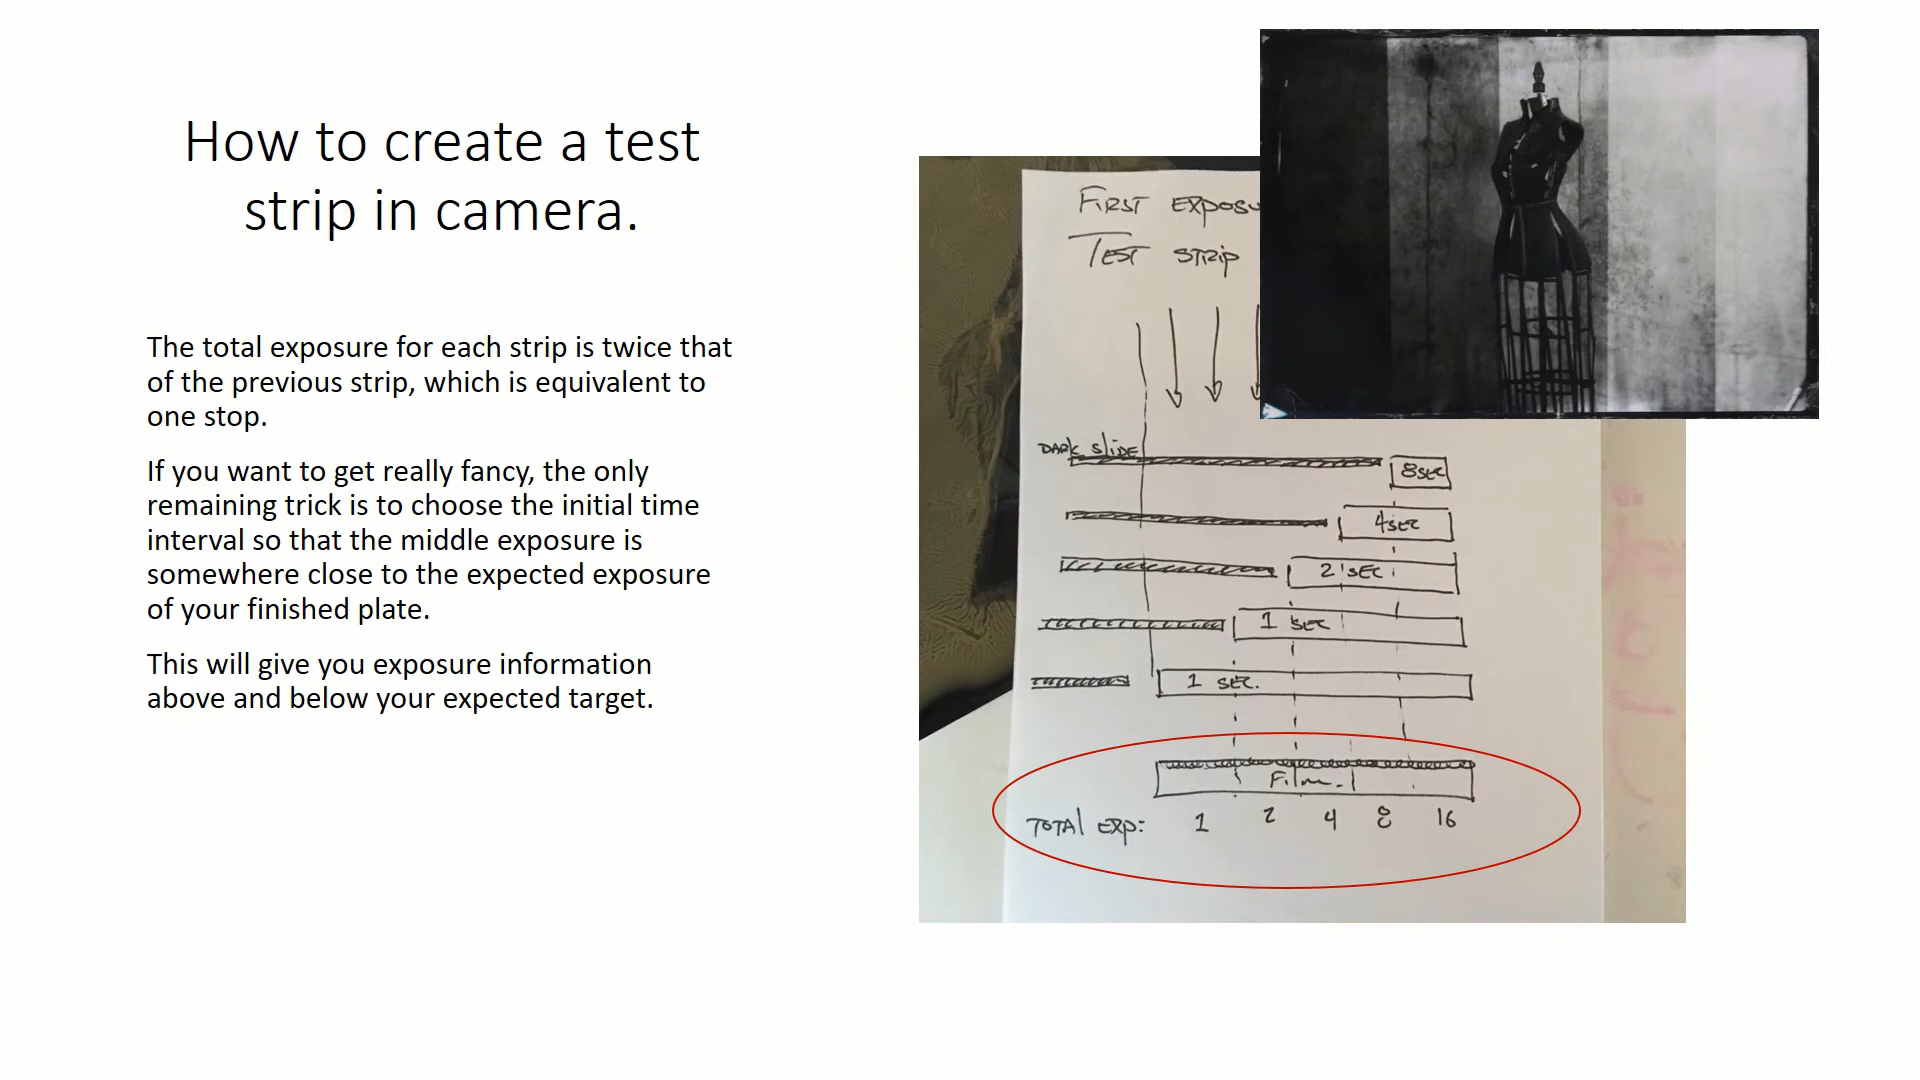 How to create a test
strip in camera.
The total exposure for each strip is twice that
of the previous strip, which is equivalent to
one stop.
If you want to get really fancy, the only
remaining trick is to choose the initial time
interval so that the middle exposure is
somewhere close to the expected exposure
of your finished plate.
This will give you exposure information
above and below your expected target.
FIRST EXPOSU
TEST STRIP
DARK SLIDE
8SEC
4SEC
2 SEC
1 SEC
1 SEC.
Film.
TOTAL EXP: 1 2 4 8 16